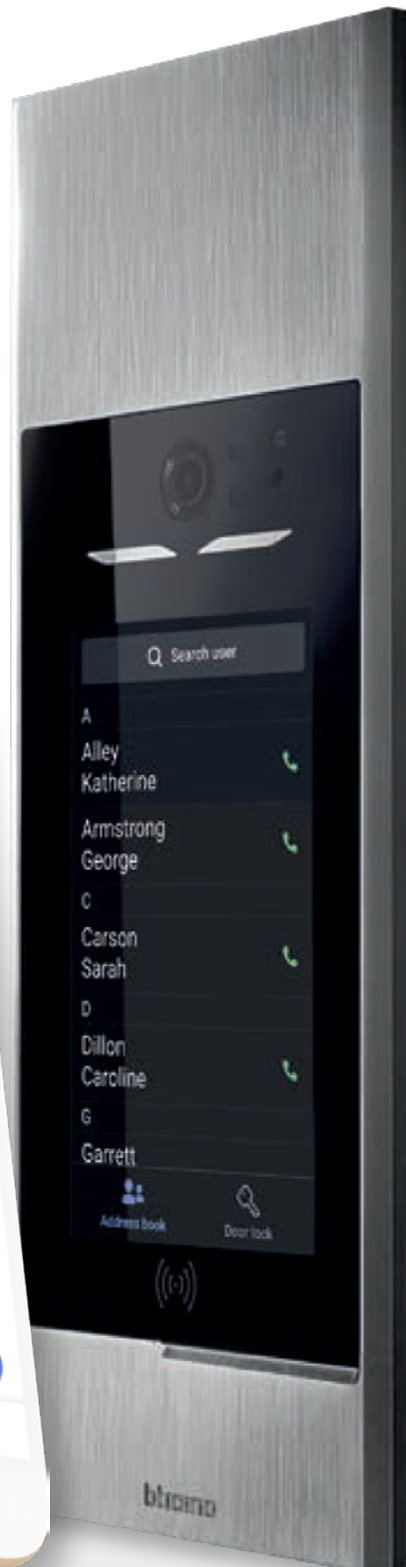 Search user
A
Alley
Katherine
Armstrong
George
C
Carson
Sarah
D
Dillon
Caroline
G
Garrett
Address book
Door lock
bticino